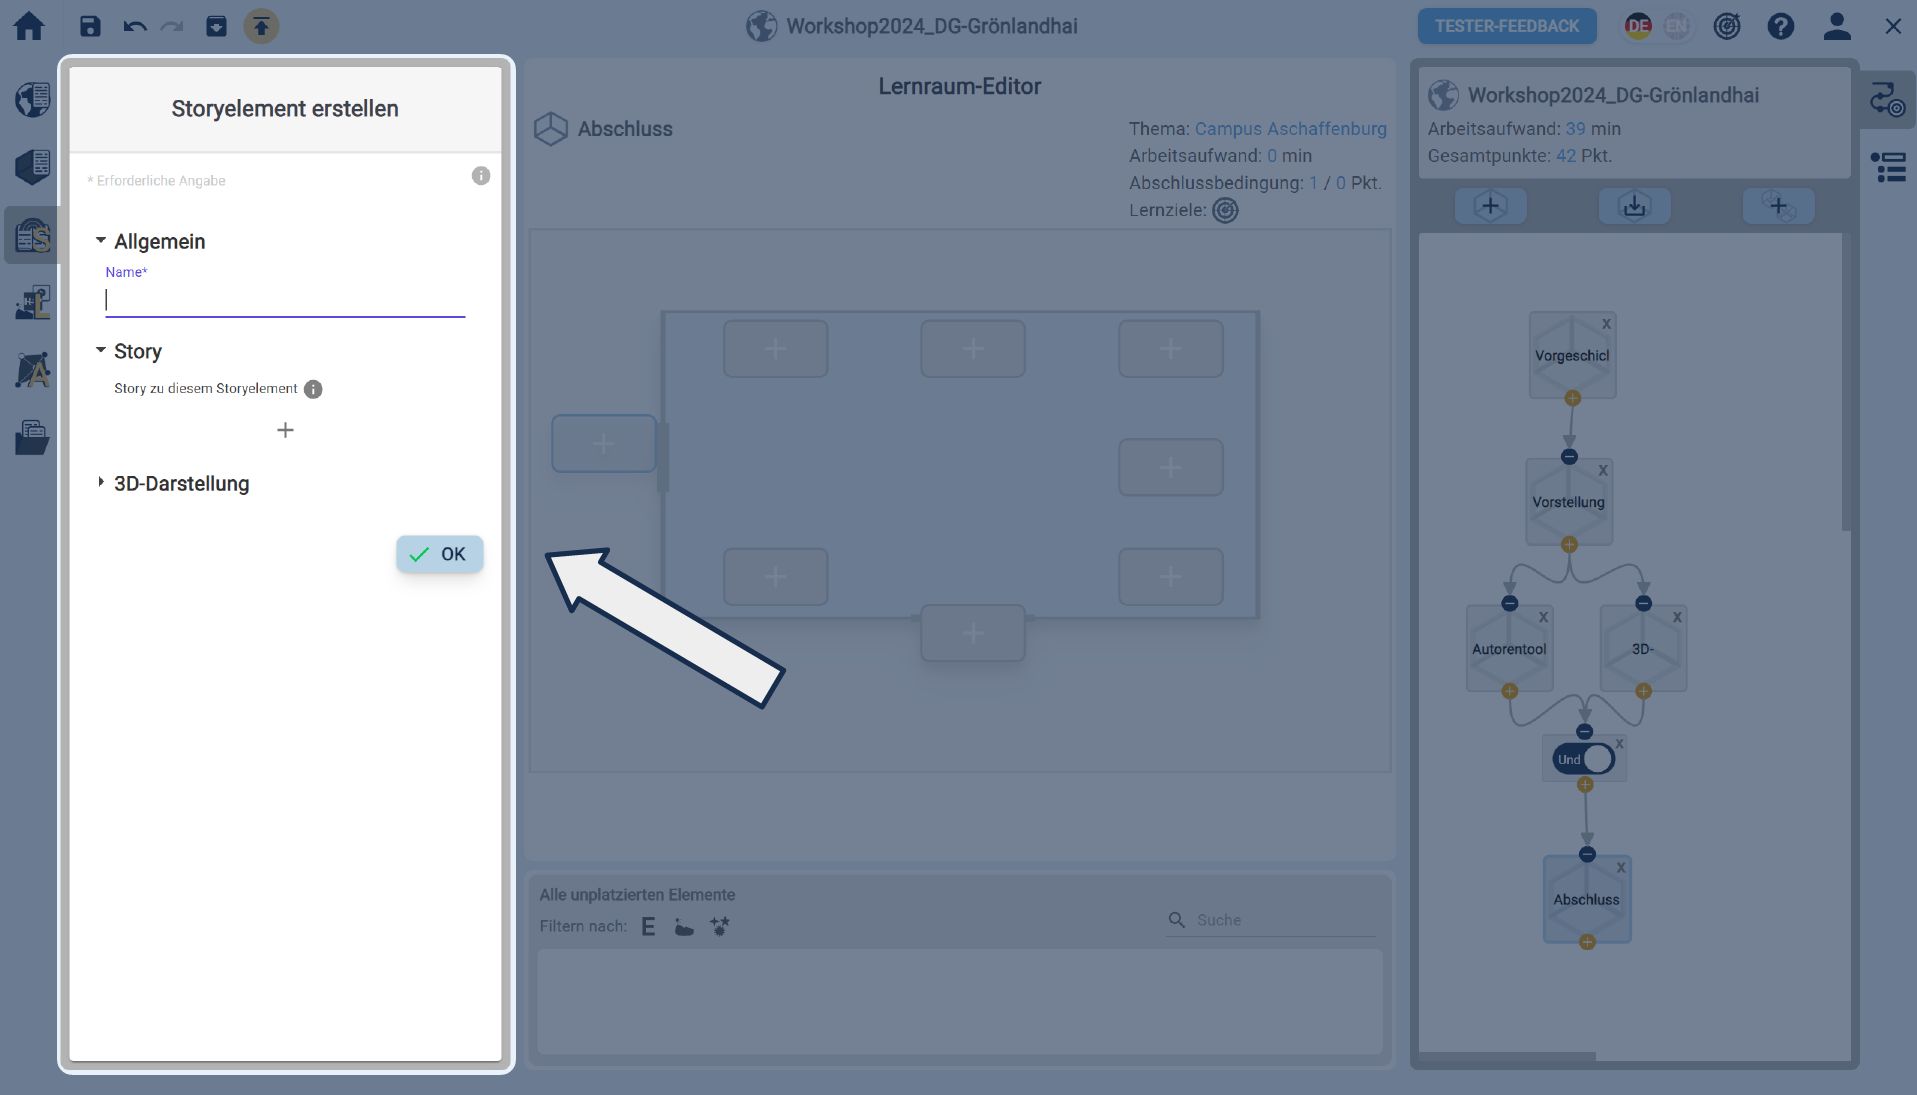 Workshop2024_DG-Grönlandhai
TESTER-FEEDBACK
DE
EN
Storyelement erstellen
* Erforderliche Angabe
Allgemein
Name*
Story
Story zu diesem Storyelement
3D-Darstellung
OK
Lernraum-Editor
Abschluss
Thema: Campus Aschaffenburg
Arbeitsaufwand: 0 min
Abschlussbedingung: 1 / 0 Pkt.
Lernziele:
Alle unplatzierten Elemente
Filtern nach: E
Suche
Workshop2024_DG-Grönlandhai
Arbeitsaufwand: 39 min
Gesamtpunkte: 42 Pkt.
X
Vorgeschicl
X
Vorstellung
X
Autorentool
X
3D-
X
Und
X
Abschluss
S
L
A